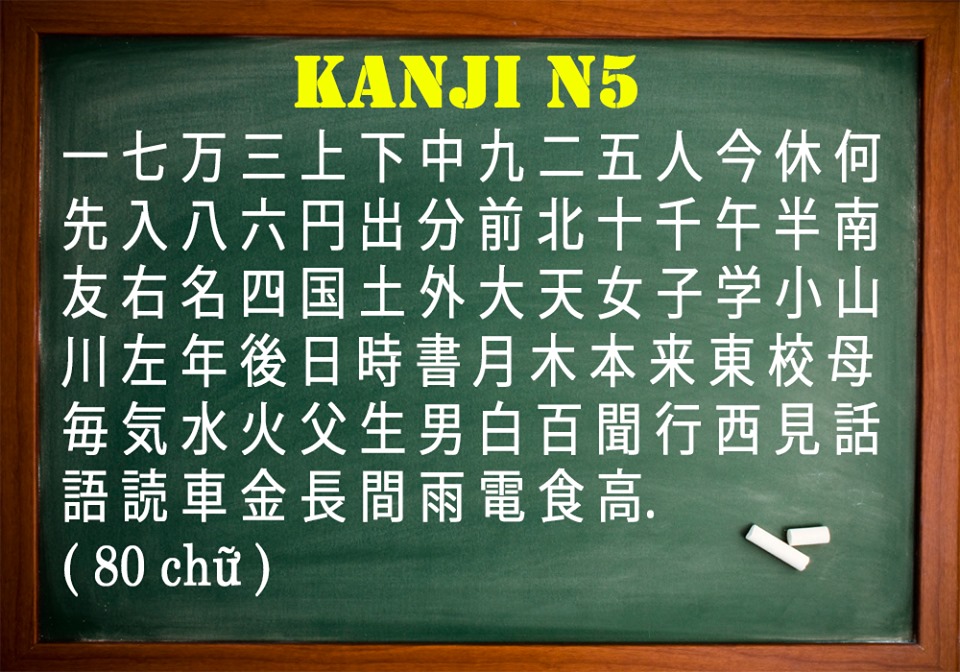 KANJI N5
一 七 万 三 上 下 中 九 二 五 人 今 休 何
先 入 八 六 円 出 分 前 北 十 千 午 半 南
友 右 名 四 国 土 外 大 天 女 子 学 小 山
川 左 年 後 日 時 書 月 木 本 来 東 校 母
毎 気 水 火 父 生 男 白 百 聞 行 西 見 話
語 読 車 金 長 間 雨 電 食 高.
( 80 chữ )